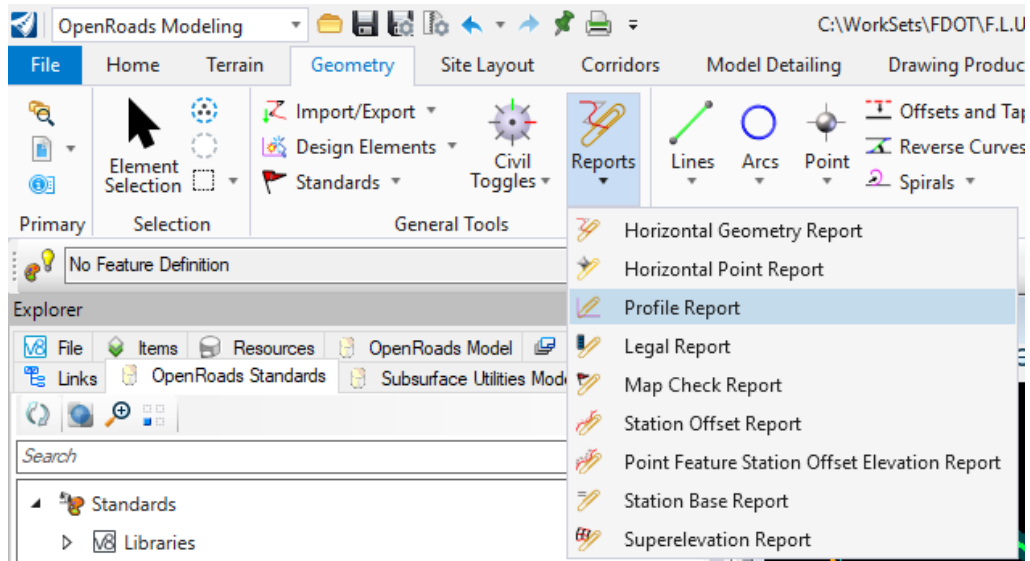 OpenRoads Modeling C:\WorkSets\FDOT\F.L.U
File Home Terrain Geometry Site Layout Corridors Model Detailing Drawing Produc
Import/Export
Design Elements
Standards
Element
Selection
Civil
Toggles
Reports
Lines Arcs Point
Offsets and Tap
Reverse Curves
Spirals
Primary Selection General Tools
Horizontal Geometry Report
Horizontal Point Report
Profile Report
Legal Report
Map Check Report
Station Offset Report
Point Feature Station Offset Elevation Report
Station Base Report
Superelevation Report
No Feature Definition
Explorer
V8 File Items Resources OpenRoads Model
Links OpenRoads Standards Subsurface Utilities Mod
Search
Standards
V8 Libraries